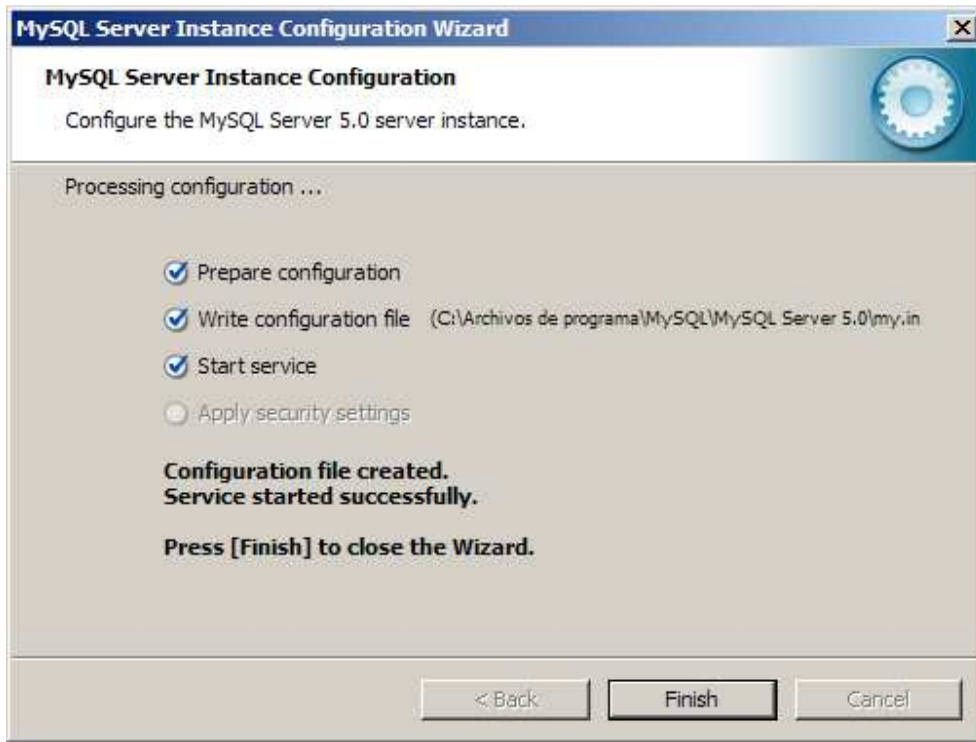 MySQL Server Instance Configuration Wizard
MySQL Server Instance Configuration
Configure the MySQL Server 5.0 server instance.
Processing configuration ...
Prepare configuration
Write configuration file (C:\Archivos de programa\MySQL\MySQL Server 5.0\my.in
Start service
Apply security settings
Configuration file created.
Service started successfully.
Press [Finish] to close the Wizard.
< Back Finish Cancel